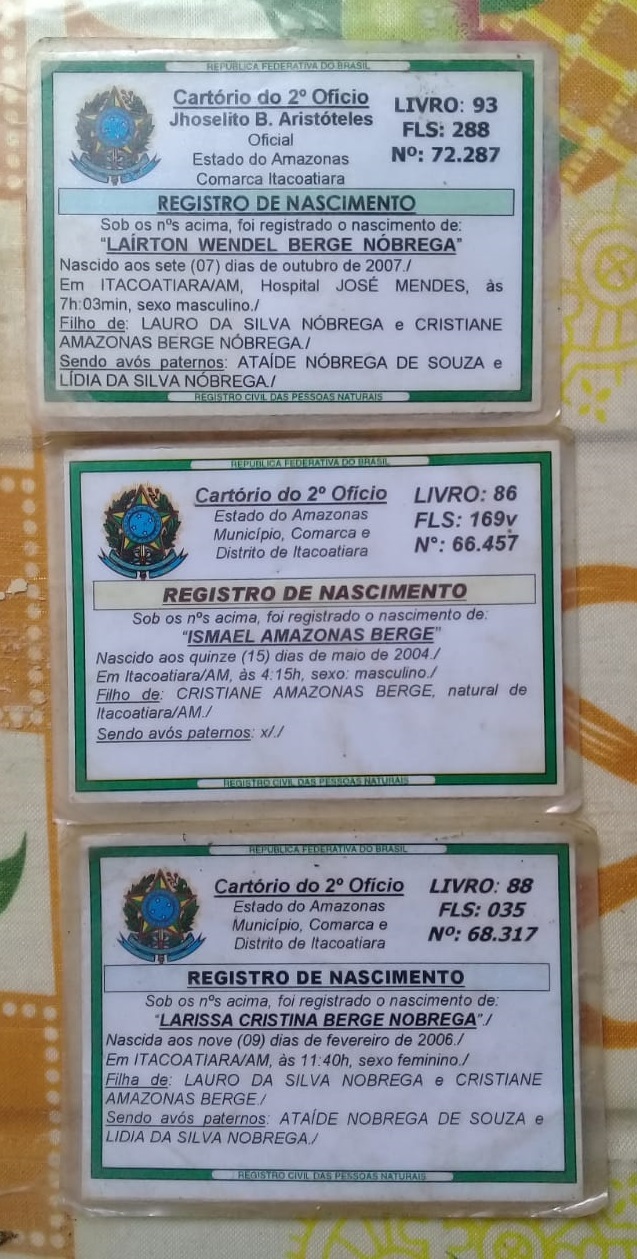 REPÚBLICA FEDERATIVA DO BRASIL
Cartório do 2º Ofício
Jhoselito B. Aristóteles
Oficial
Estado do Amazonas
Comarca Itacoatiara
LIVRO: 93
FLS: 288
Nº: 72.287
REGISTRO DE NASCIMENTO
Sob os nºs acima, foi registrado o nascimento de:
“LAÍRTON WENDEL BERGE NÓBREGA”
Nascido aos sete (07) dias de outubro de 2007./
Em ITACOATIARA/AM, Hospital JOSÉ MENDES, às
7h:03min, sexo masculino./
Filho de: LAURO DA SILVA NÓBREGA e CRISTIANE
AMAZONAS BERGE NÓBREGA./
Sendo avós paternos: ATAÍDE NÓBREGA DE SOUZA e
LÍDIA DA SILVA NÓBREGA./
REGISTRO CIVIL DAS PESSOAS NATURAIS
REPÚBLICA FEDERATIVA DO BRASIL
Cartório do 2º Ofício
Estado do Amazonas
Município, Comarca e
Distrito de Itacoatiara
LIVRO: 86
FLS: 169v
N°: 66.457
REGISTRO DE NASCIMENTO
Sob os nºs acima, foi registrado o nascimento de:
“ISMAEL AMAZONAS BERGE”
Nascido aos quinze (15) dias de maio de 2004./
Em Itacoatiara/AM, às 4:15h, sexo: masculino./
Filho de: CRISTIANE AMAZONAS BERGE, natural de
Itacoatiara/AM./
Sendo avós paternos: x/./
REGISTRO CIVIL DAS PESSOAS NATURAIS
REPÚBLICA FEDERATIVA DO BRASIL
Cartório do 2º Ofício
Estado do Amazonas
Município, Comarca e
Distrito de Itacoatiara
LIVRO: 88
FLS: 035
Nº: 68.317
REGISTRO DE NASCIMENTO
Sob os nºs acima, foi registrado o nascimento de:
“LARISSA CRISTINA BERGE NOBREGA”./
Nascida aos nove (09) dias de fevereiro de 2006./
Em ITACOATIARA/AM, às 11:40h, sexo feminino./
Filha de: LAURO DA SILVA NOBREGA e CRISTIANE
AMAZONAS BERGE./
Sendo avós paternos: ATAÍDE NOBREGA DE SOUZA e
LIDIA DA SILVA NOBREGA./
REGISTRO CIVIL DAS PESSOAS NATURAIS